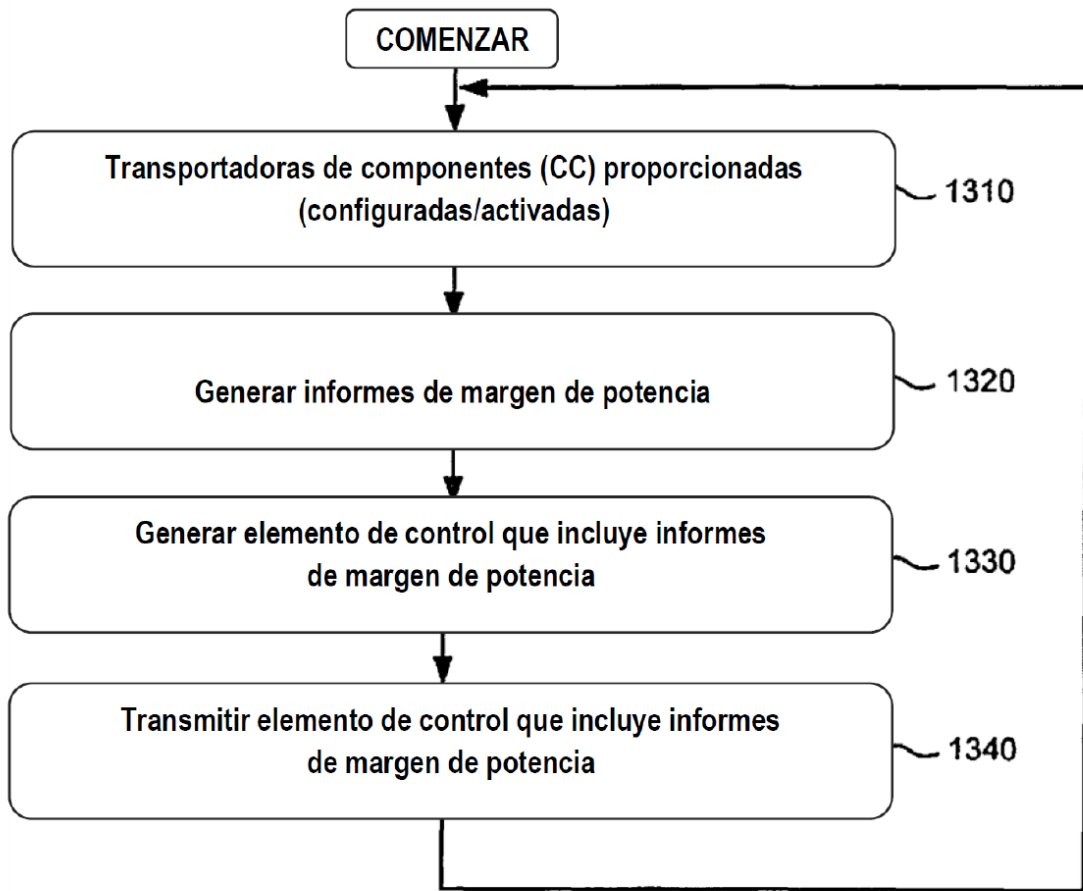 COMENZAR
Transportadoras de componentes (CC) proporcionadas
(configuradas/activadas)
1310
Generar informes de margen de potencia
1320
Generar elemento de control que incluye informes
de margen de potencia
1330
Transmitir elemento de control que incluye informes
de margen de potencia
1340